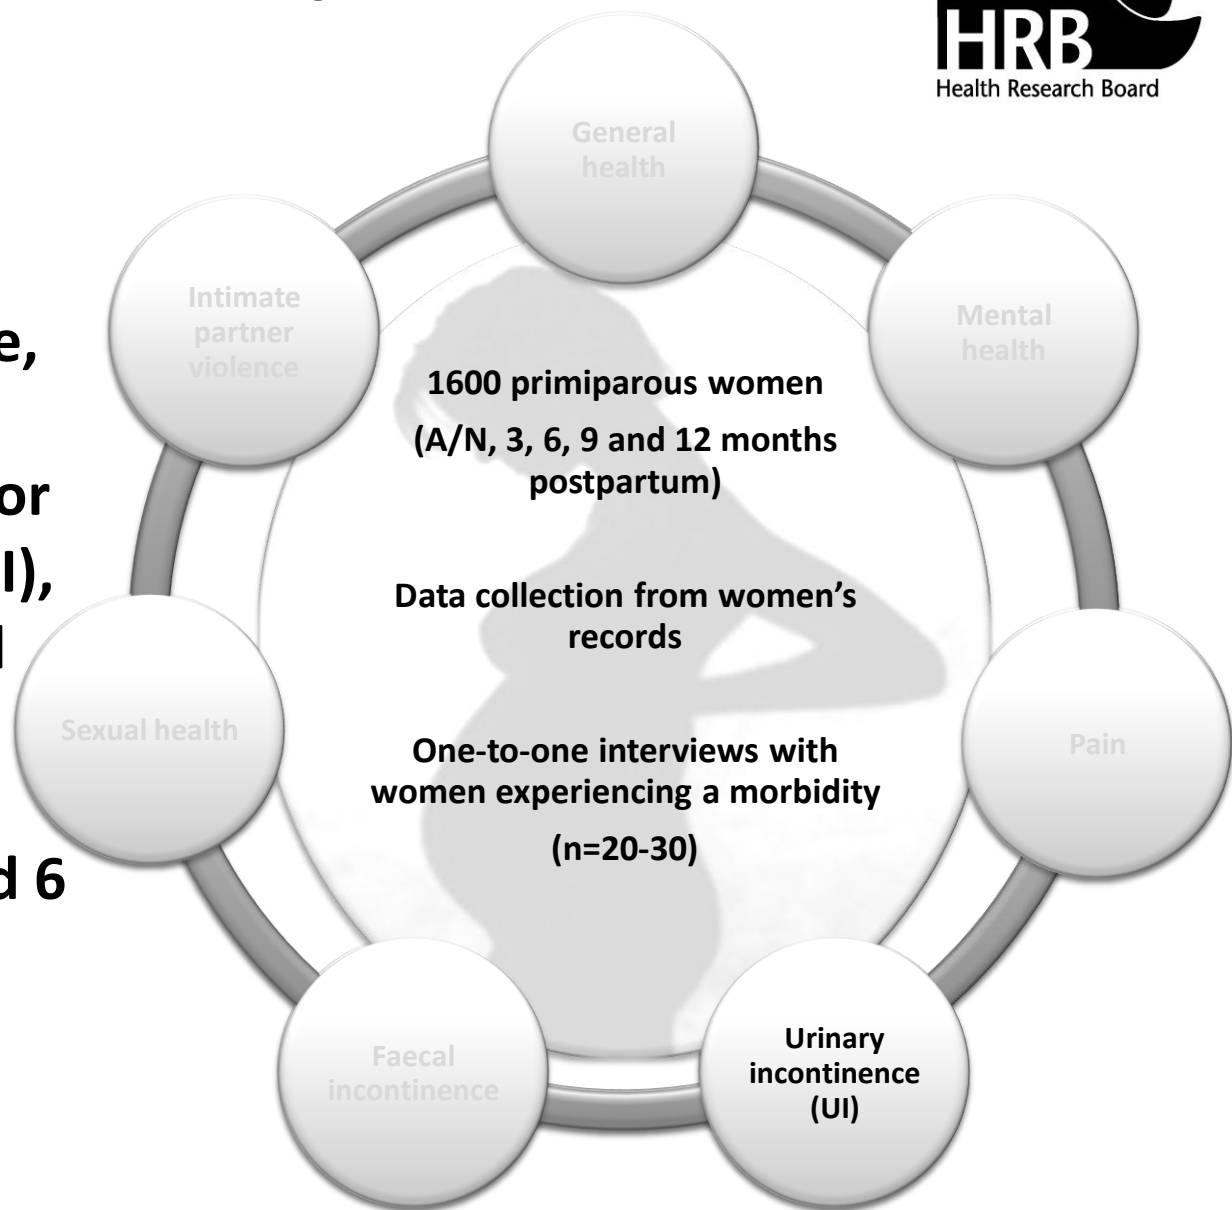 HRB
Health Research Board
General
health
Intimate
partner
violence
Mental
health
e,
1600 primiparous women
(A/N, 3, 6, 9 and 12 months
postpartum)
or
I),
Data collection from women’s
records
Sexual health
Pain
One-to-one interviews with
women experiencing a morbidity
(n=20-30)
d 6
Faecal
incontinence
Urinary
incontinence
(UI)